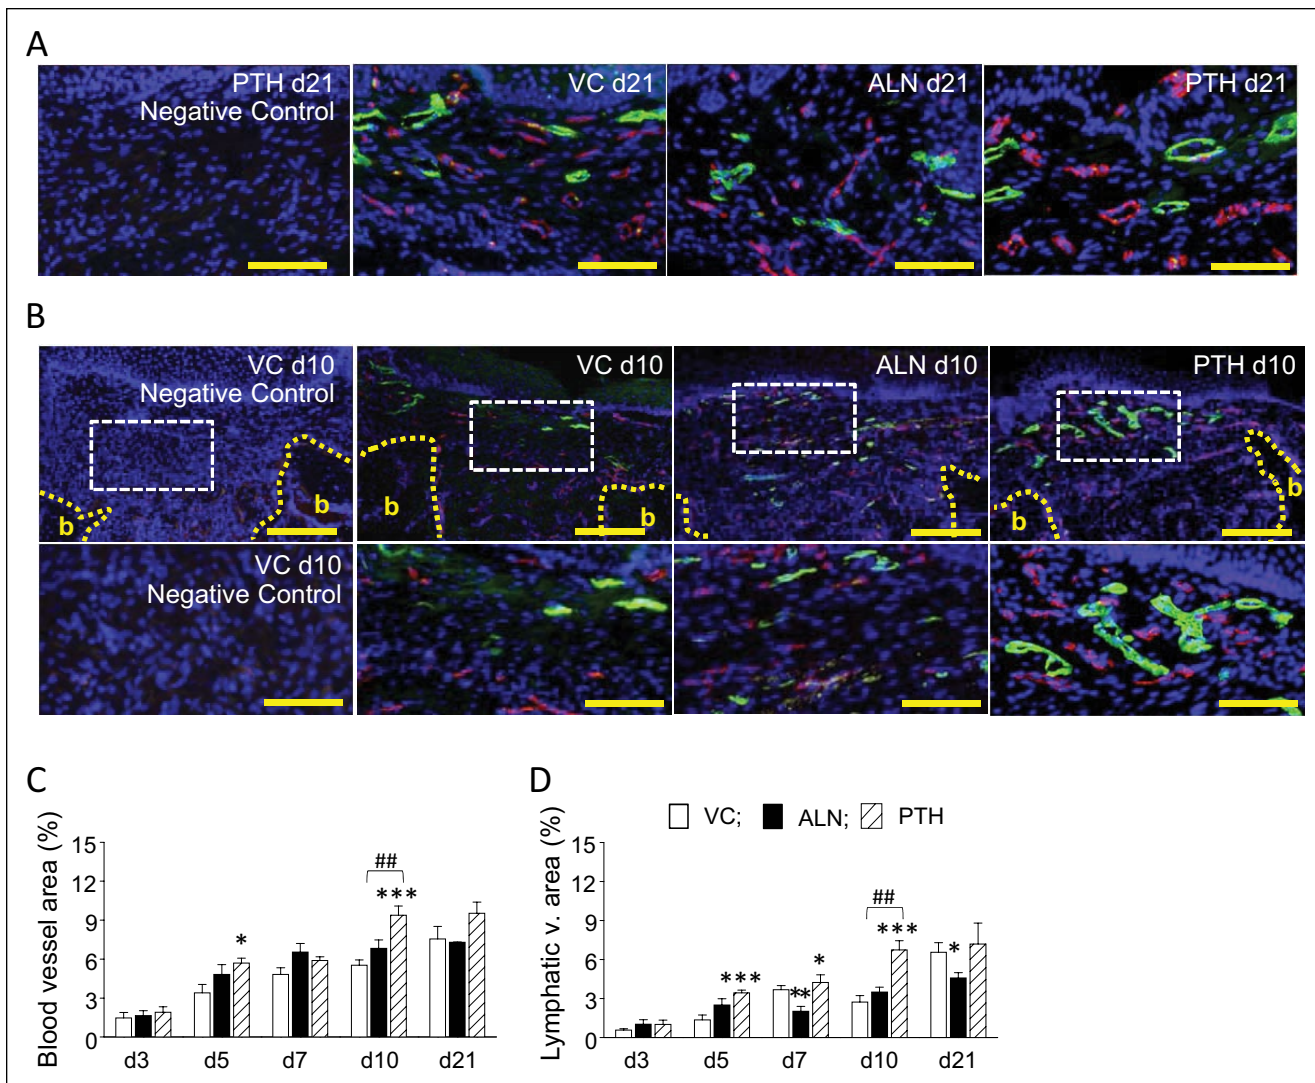 A
PTH d21
Negative Control
VC d21
ALN d21
PTH d21
B
VC d10
Negative Control
VC d10
ALN d10
PTH d10
b
b
b
b
b
b
VC d10
Negative Control
C
D
VC; ALN; PTH
Blood vessel area (%)
15
12
9
6
3
0
*
##
***
d3 d5 d7 d10 d21
Lymphatic v. area (%)
15
12
9
6
3
0
***
**
*
##
***
*
d3 d5 d7 d10 d21